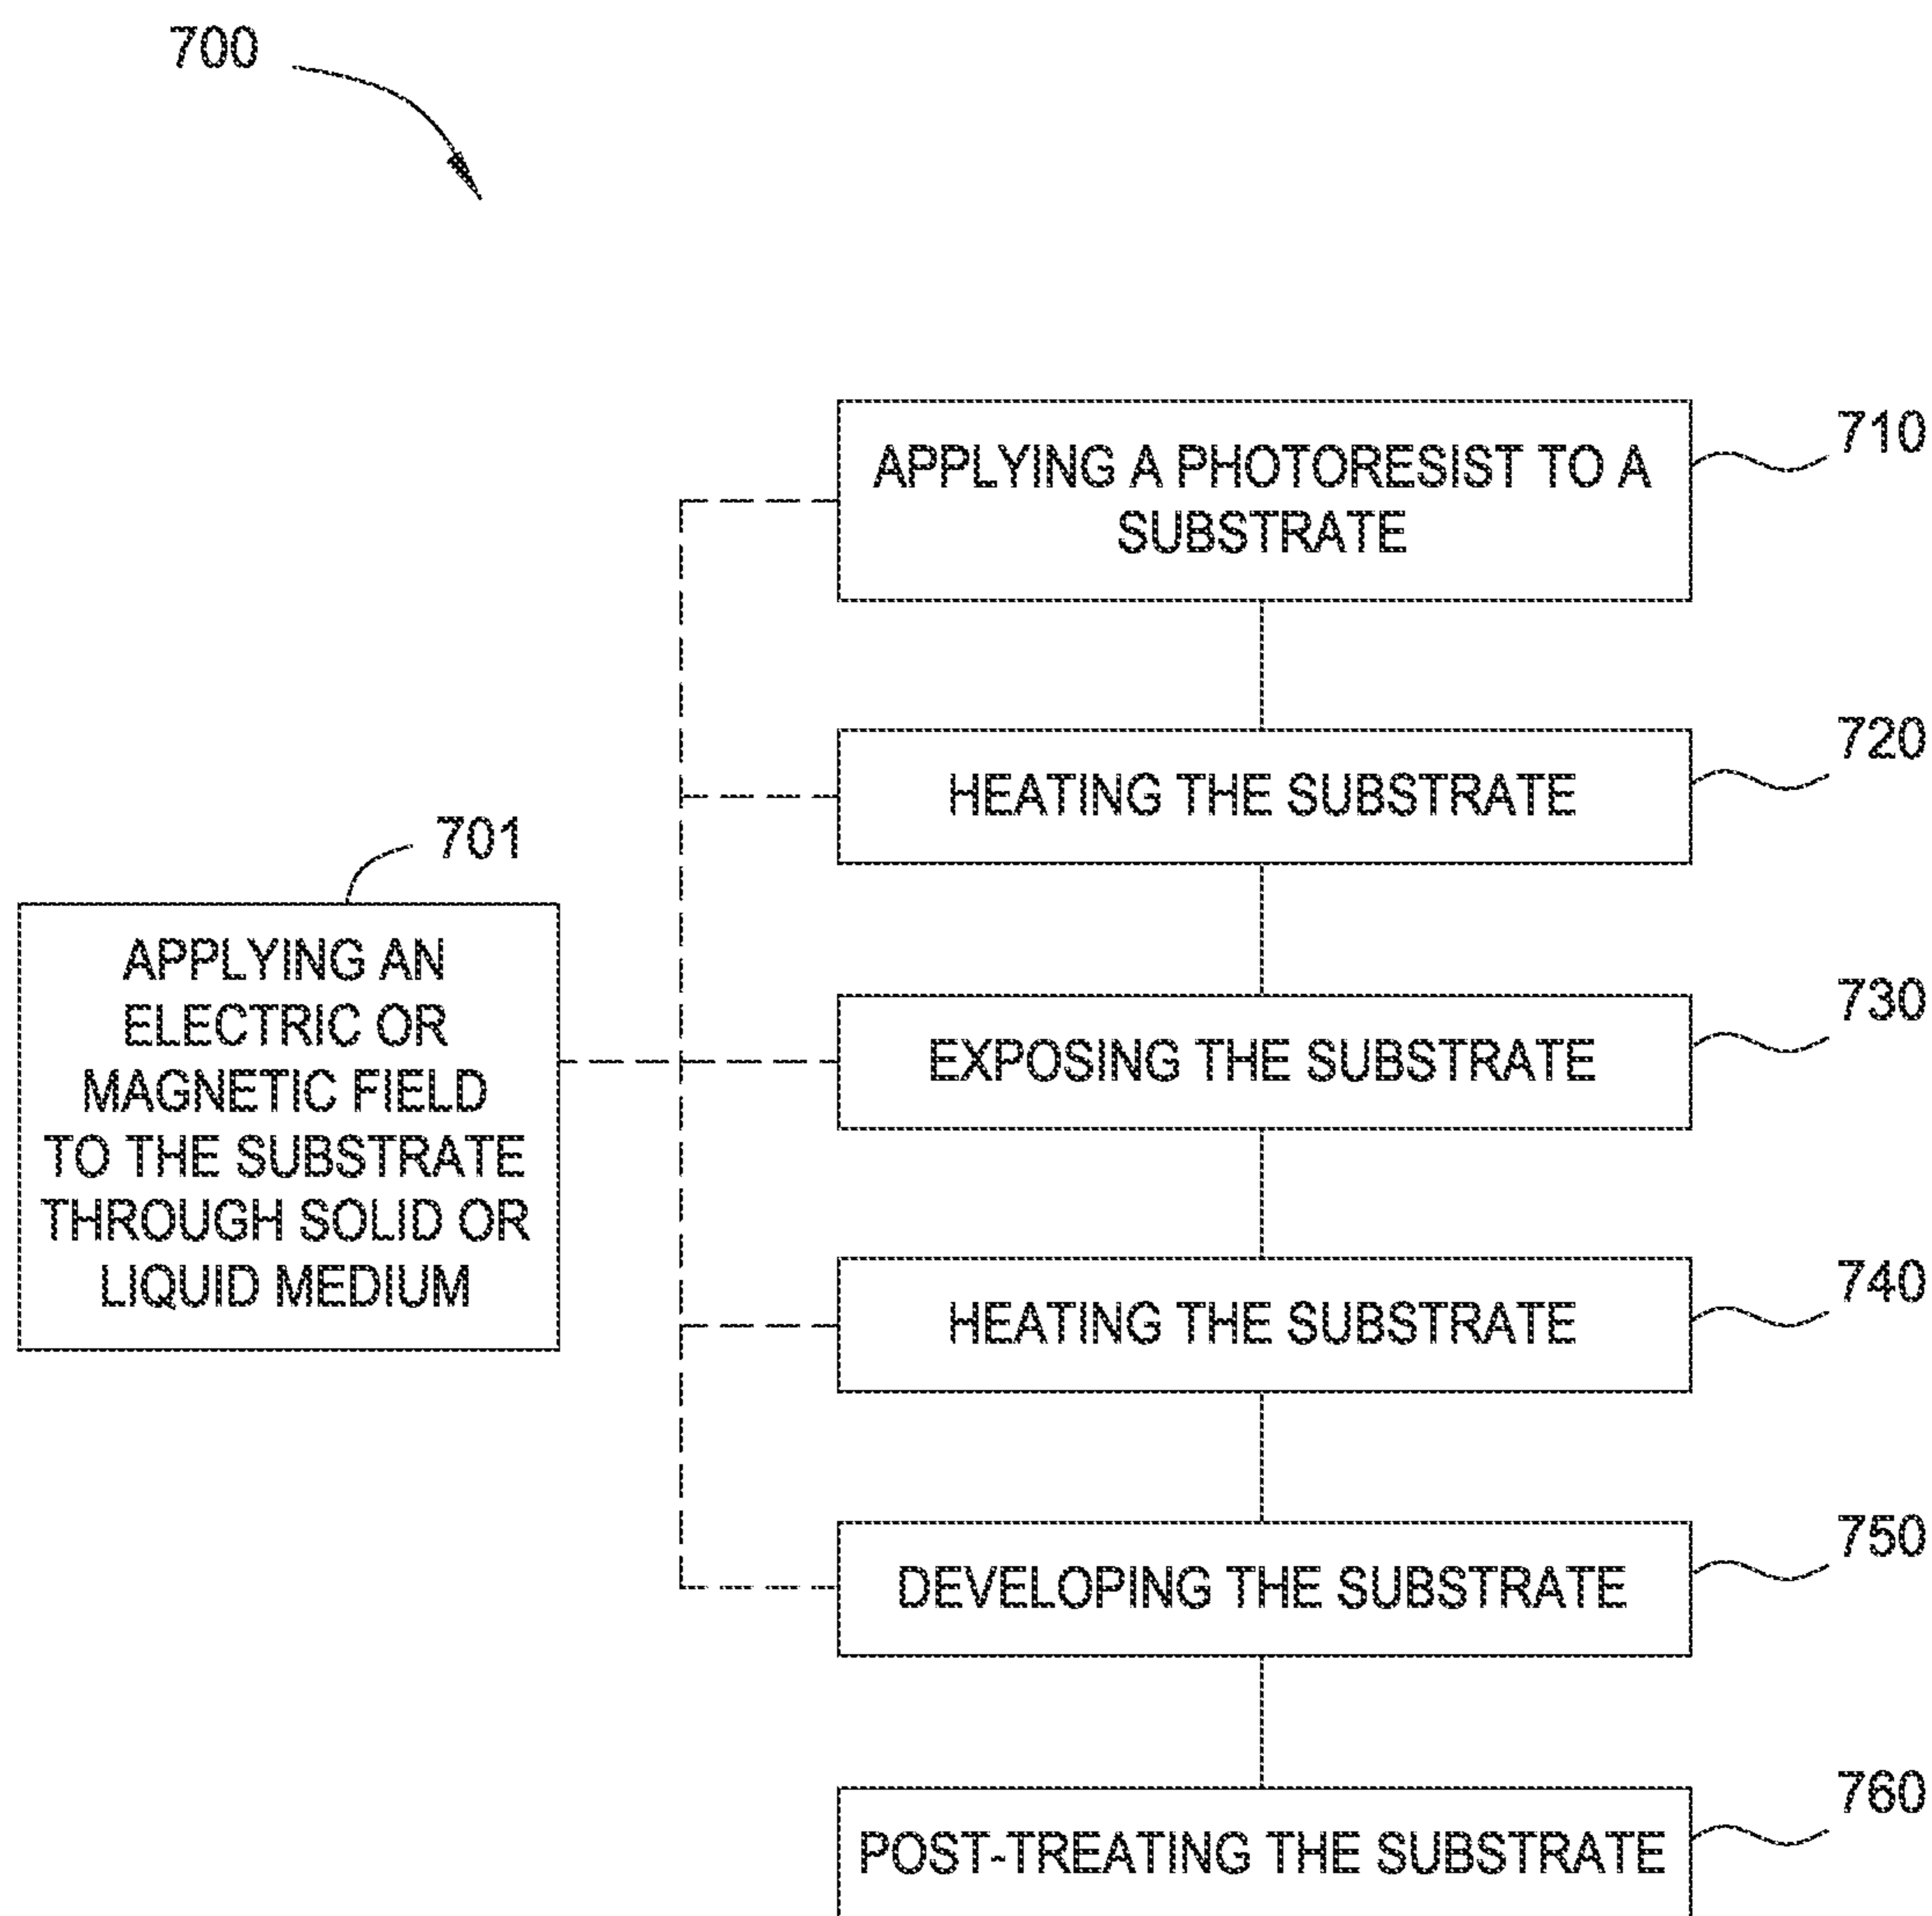 700
710
APPLYING A PHOTORESIST TO A
SUBSTRATE
720
HEATING THE SUBSTRATE
701
APPLYING AN
ELECTRIC OR
MAGNETIC FIELD
TO THE SUBSTRATE
THROUGH SOLID OR
LIQUID MEDIUM
730
EXPOSING THE SUBSTRATE
740
HEATING THE SUBSTRATE
750
DEVELOPING THE SUBSTRATE
760
POST-TREATING THE SUBSTRATE